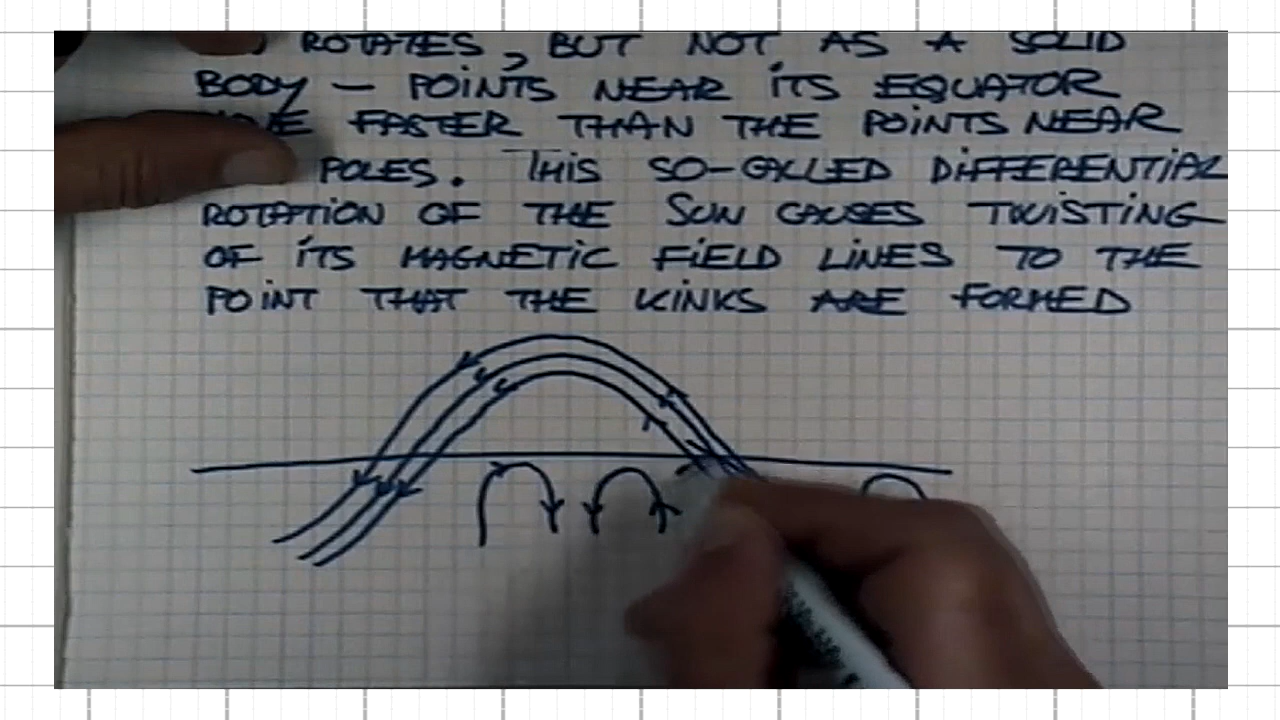 ROTATES, BUT NOT AS A SOLID
BODY – POINTS NEAR ITS EQUATOR
FASTER THAN THE POINTS NEAR
POLES. THIS SO-CALLED DIFFERENTIAL
ROTATION OF THE SUN CAUSES TWISTING
OF ITS MAGNETIC FIELD LINES TO THE
POINT THAT THE KINKS ARE FORMED